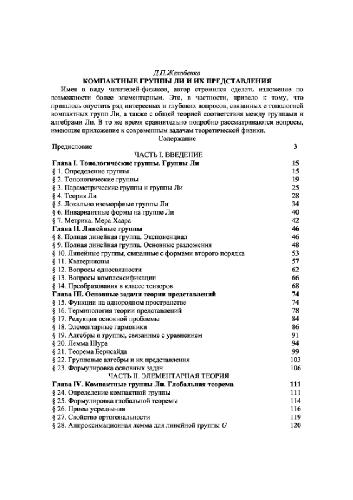 Д.П.Желобенко
КОМПАКТНЫЕ ГРУППЫ ЛИ И ИХ ПРЕДСТАВЛЕНИЯ
Имея в виду читателей-физиков, автор стремился сделать изложение по
возможности более элементарным. Это, в частности, привело к тому, что
пришлось опустить ряд интересных и глубоких вопросов, связанных с топологией
компактных групп Ли, а также с общей теорией соответствия между группами и
алгебрами Ли. В то же время сравнительно подробно рассматриваются вопросы,
имеющие приложение к современным задачам теоретической физики.
Содержание
Предисловие 3
ЧАСТЬ I. ВВЕДЕНИЕ
Глава I. Топологические группы. Группы Ли 15
§ 1. Определение группы 15
§ 2. Топологические группы 19
§ 3. Параметрические группы и группы Ли 25
§ 4. Теория Ли 28
§ 5. Локально изоморфные группы Ли 34
§ 6. Инвариантные формы на группе Ли 40
§ 7. Метрика. Мера Хаара 42
Глава II. Линейные группы 46
§ 8. Полная линейная группа. Экспоненциал 46
§ 9. Полная линейная группа. Основные разложения 48
§ 10. Линейные группы, связанные с формами второго порядка 53
§ 11. Кватернионы 57
§ 12. Вопросы односвязности 62
§ 13. Вопросы комплексификации 66
§ 14. Преобразования в классе тензоров 68
Глава III. Основные задачи теории представлений 74
§ 15. Функции на однородном пространстве 74
§ 16. Терминология теории представлений 78
§ 17. Редукция основной проблемы 84
§ 18. Элементарные гармоники 86
§ 19. Алгебры и группы, связанные с уравнением 91
§ 20. Лемма Шура 94
§ 21. Теорема Бернсайда 99
§ 22. Групповые алгебры и их представления 103
§ 23. Формулировка основных задач 106
ЧАСТЬ II. ЭЛЕМЕНТАРНАЯ ТЕОРИЯ
Глава IV. Компактные группы Ли. Глобальная теорема 111
§ 24. Определение компактной группы 111
§ 25. Формулировка глобальной теоремы 114
§ 26. Прием усреднения 116
§ 27. Свойство ортогональности 119
§ 28. Аппроксимационная лемма для линейной группы U 120